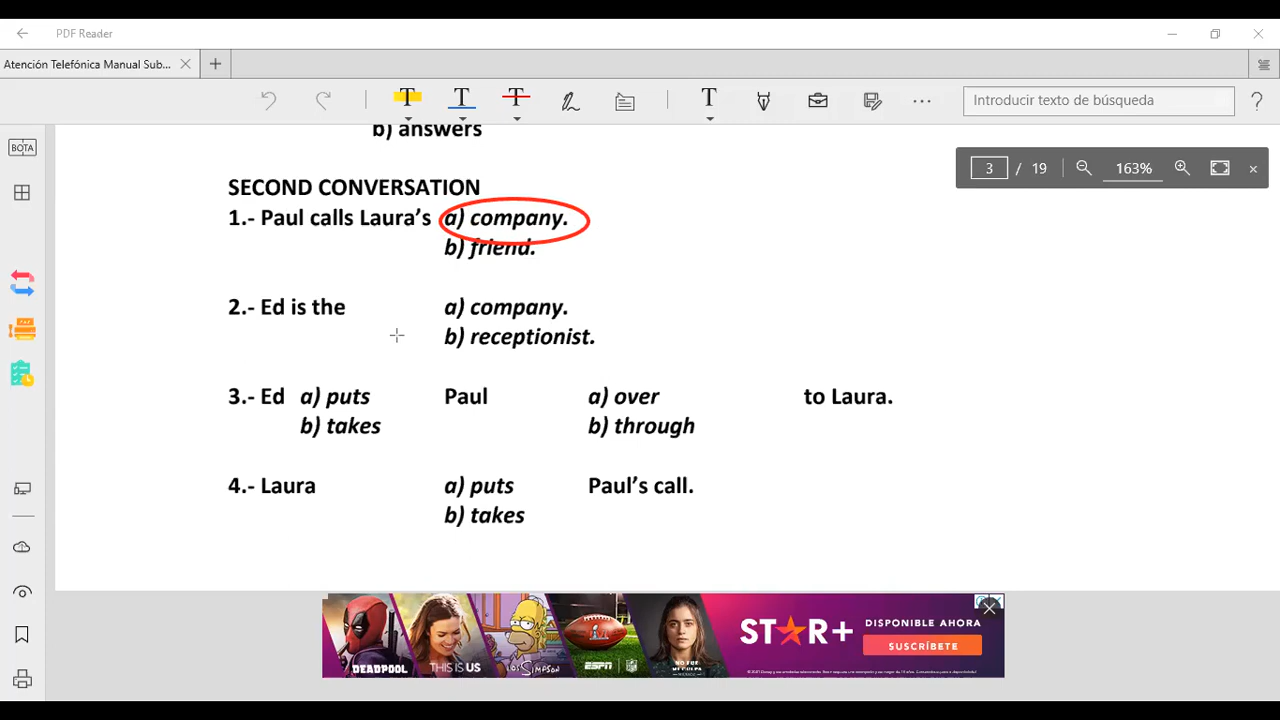 PDF Reader
Atención Telefónica Manual Sub...
T T T T ... Introducir texto de búsqueda ?
BOTA
3 / 19 163%
b) answers
SECOND CONVERSATION
1.- Paul calls Laura's a) company.
b) friend.
2.- Ed is the a) company.
b) receptionist.
3.- Ed a) puts Paul a) over to Laura.
b) takes b) through
4.- Laura a) puts Paul's call.
b) takes
DEADPOOL THIS IS US LOS SIMPSON ESPN NFL STAR+ DISPONIBLE AHORA
SUSCRÍBETE